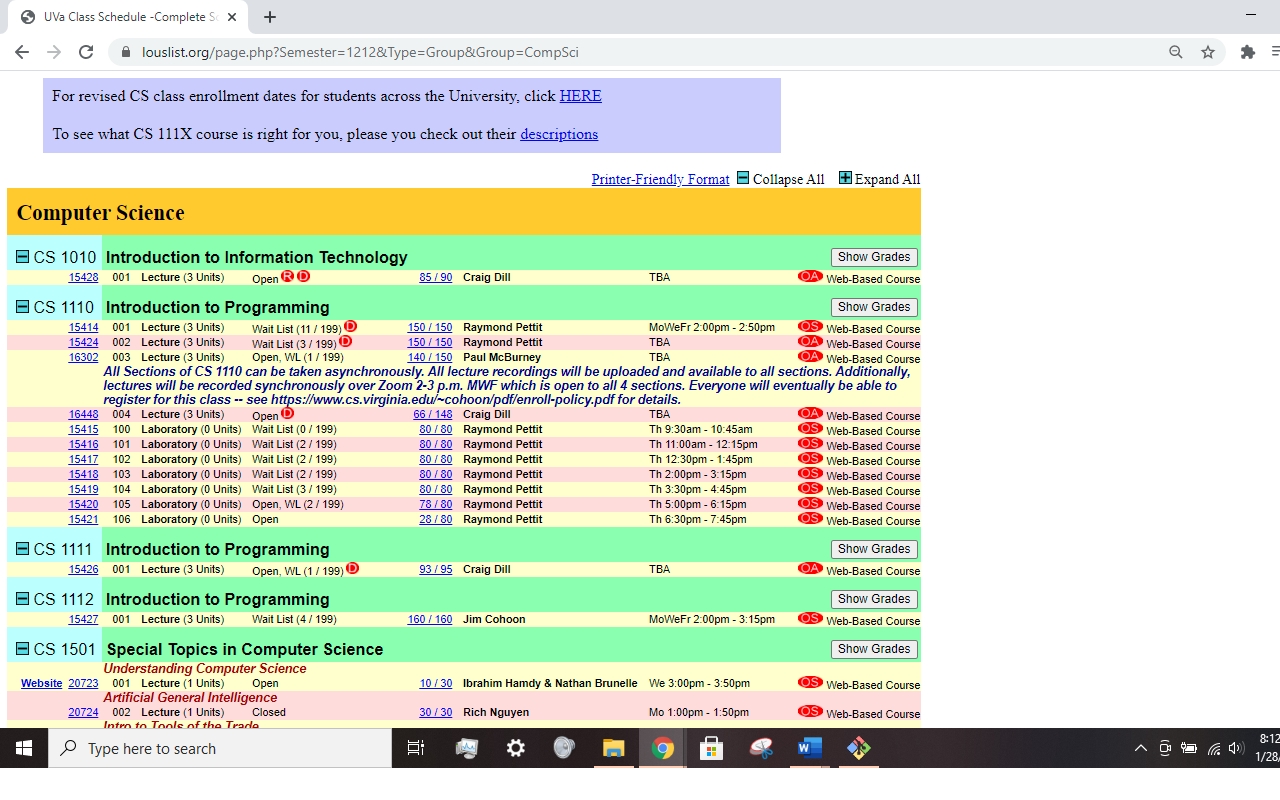 UVa Class Schedule -Complete Sc
louslist.org/page.php?Semester=1212&Type=Group&Group=CompSci
For revised CS class enrollment dates for students across the University, click HERE
To see what CS 111X course is right for you, please you check out their descriptions
Printer-Friendly Format Collapse All Expand All
Computer Science
CS 1010 Introduction to Information Technology Show Grades
15428 001 Lecture (3 Units) Open R D 85 / 90 Craig Dill TBA OA Web-Based Course
CS 1110 Introduction to Programming Show Grades
15414 001 Lecture (3 Units) Wait List (11 / 199) D 150 / 150 Raymond Pettit MoWeFr 2:00pm - 2:50pm OS Web-Based Course
15424 002 Lecture (3 Units) Wait List (3 / 199) D 150 / 150 Raymond Pettit TBA OA Web-Based Course
16302 003 Lecture (3 Units) Open, WL (1 / 199) 140 / 150 Paul McBurney TBA OA Web-Based Course
All Sections of CS 1110 can be taken asynchronously. All lecture recordings will be uploaded and available to all sections. Additionally,
lectures will be recorded synchronously over Zoom 2-3 p.m. MWF which is open to all 4 sections. Everyone will eventually be able to
register for this class -- see https://www.cs.virginia.edu/~cohoon/pdf/enroll-policy.pdf for details.
16448 004 Lecture (3 Units) Open D 66 / 148 Craig Dill TBA OA Web-Based Course
15415 100 Laboratory (0 Units) Wait List (0 / 199) 80 / 80 Raymond Pettit Th 9:30am - 10:45am OS Web-Based Course
15416 101 Laboratory (0 Units) Wait List (2 / 199) 80 / 80 Raymond Pettit Th 11:00am - 12:15pm OS Web-Based Course
15417 102 Laboratory (0 Units) Wait List (2 / 199) 80 / 80 Raymond Pettit Th 12:30pm - 1:45pm OS Web-Based Course
15418 103 Laboratory (0 Units) Wait List (2 / 199) 80 / 80 Raymond Pettit Th 2:00pm - 3:15pm OS Web-Based Course
15419 104 Laboratory (0 Units) Wait List (3 / 199) 80 / 80 Raymond Pettit Th 3:30pm - 4:45pm OS Web-Based Course
15420 105 Laboratory (0 Units) Open, WL (2 / 199) 78 / 80 Raymond Pettit Th 5:00pm - 6:15pm OS Web-Based Course
15421 106 Laboratory (0 Units) Open 28 / 80 Raymond Pettit Th 6:30pm - 7:45pm OS Web-Based Course
CS 1111 Introduction to Programming Show Grades
15426 001 Lecture (3 Units) Open, WL (1 / 199) D 93 / 95 Craig Dill TBA OA Web-Based Course
CS 1112 Introduction to Programming Show Grades
15427 001 Lecture (3 Units) Wait List (4 / 199) 160 / 160 Jim Cohoon MoWeFr 2:00pm - 3:15pm OS Web-Based Course
CS 1501 Special Topics in Computer Science Show Grades
Understanding Computer Science
Website 20723 001 Lecture (1 Units) Open 10 / 30 Ibrahim Hamdy & Nathan Brunelle We 3:00pm - 3:50pm OS Web-Based Course
Artificial General Intelligence
20724 002 Lecture (1 Units) Closed 30 / 30 Rich Nguyen Mo 1:00pm - 1:50pm OS Web-Based Course
Intro to Tools of the Trade
Type here to search
8:12
1/28/